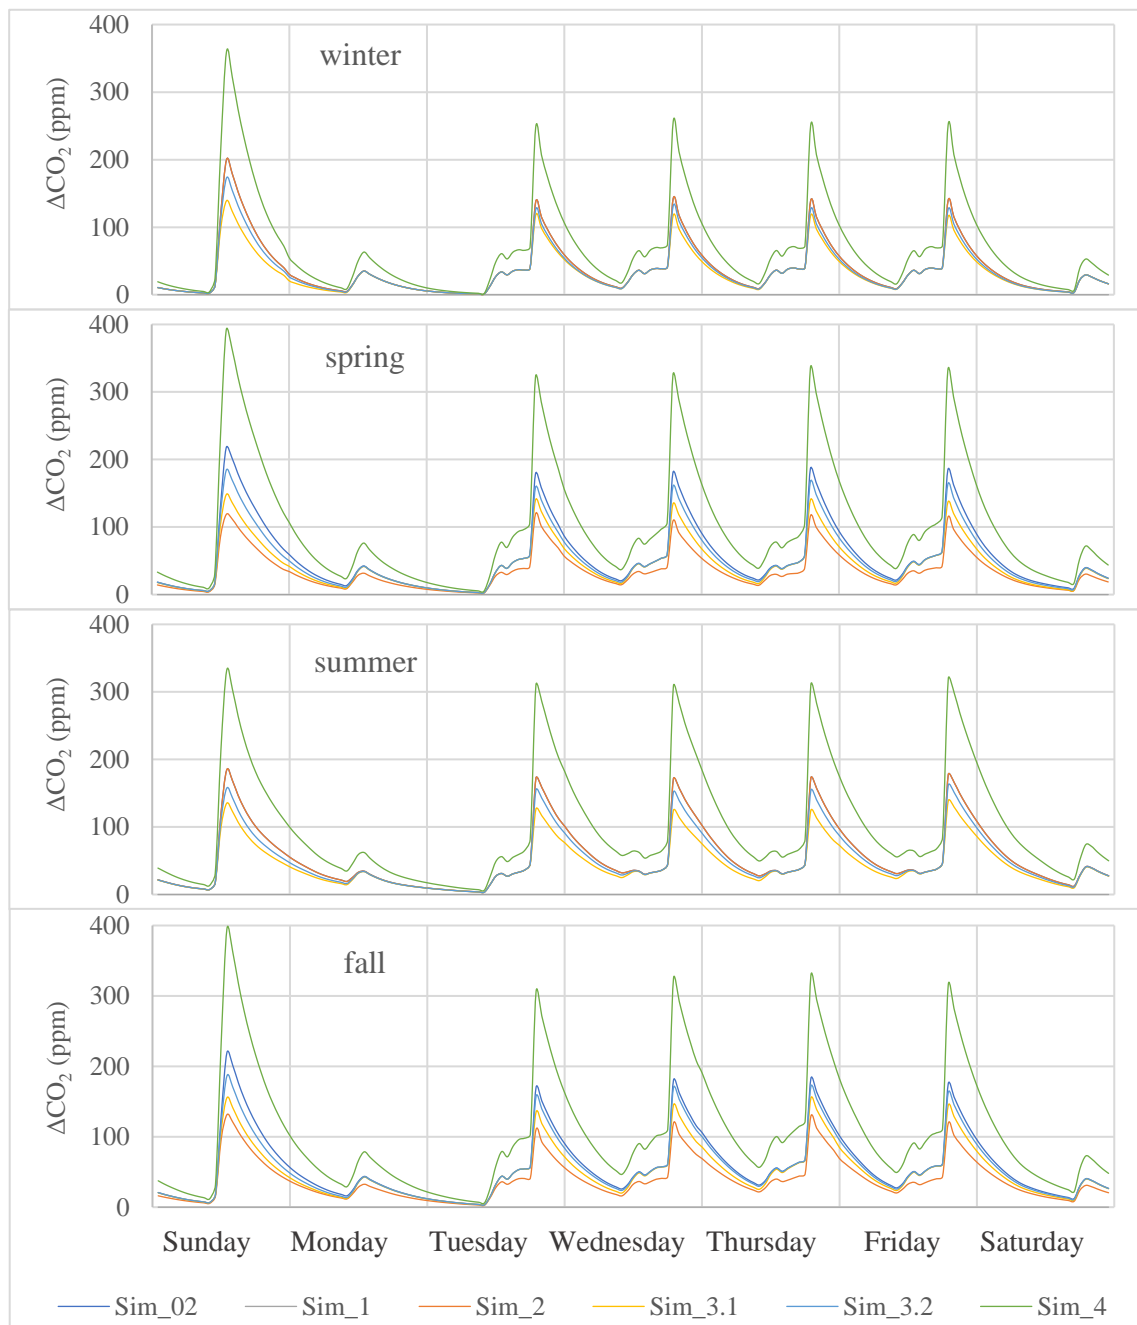 winter
ΔCO₂ (ppm)
400
300
200
100
0
spring
ΔCO₂ (ppm)
400
300
200
100
0
summer
ΔCO₂ (ppm)
400
300
200
100
0
fall
ΔCO₂ (ppm)
400
300
200
100
0
Sunday Monday Tuesday Wednesday Thursday Friday Saturday
Sim_02 Sim_1 Sim_2 Sim_3.1 Sim_3.2 Sim_4